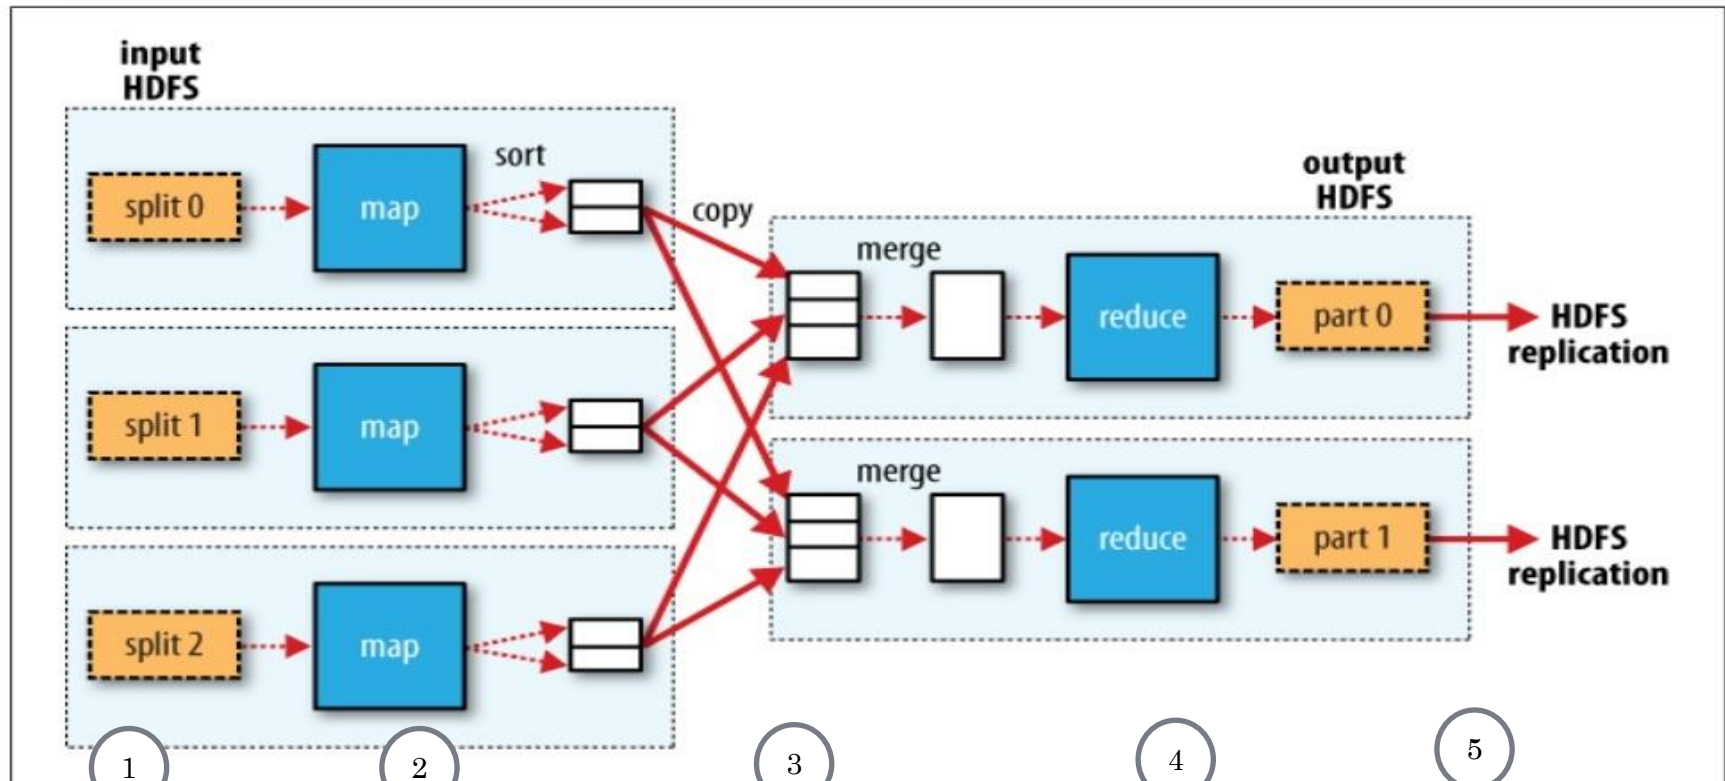 input
HDFS
split 0
map
sort
copy
split 1
map
split 2
map
output
HDFS
merge
reduce
part 0
HDFS
replication
merge
reduce
part 1
HDFS
replication
1
2
3
4
5